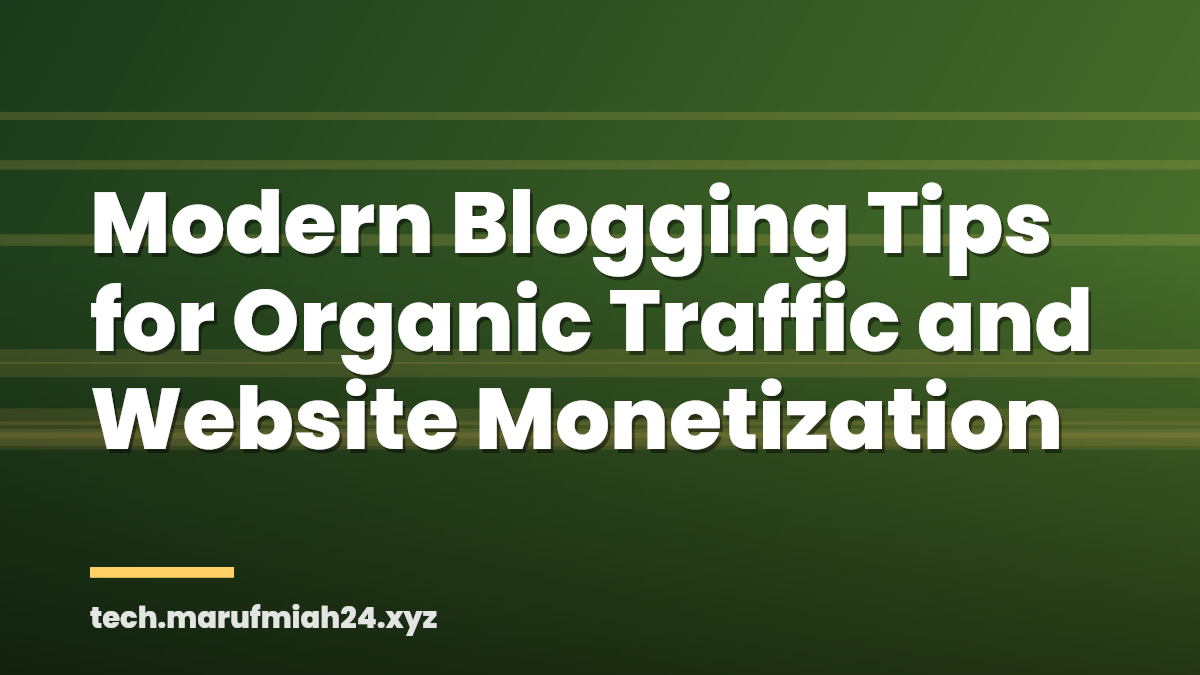 Modern Blogging Tips
for Organic Traffic and
Website Monetization
tech.marufmiah24.xyz